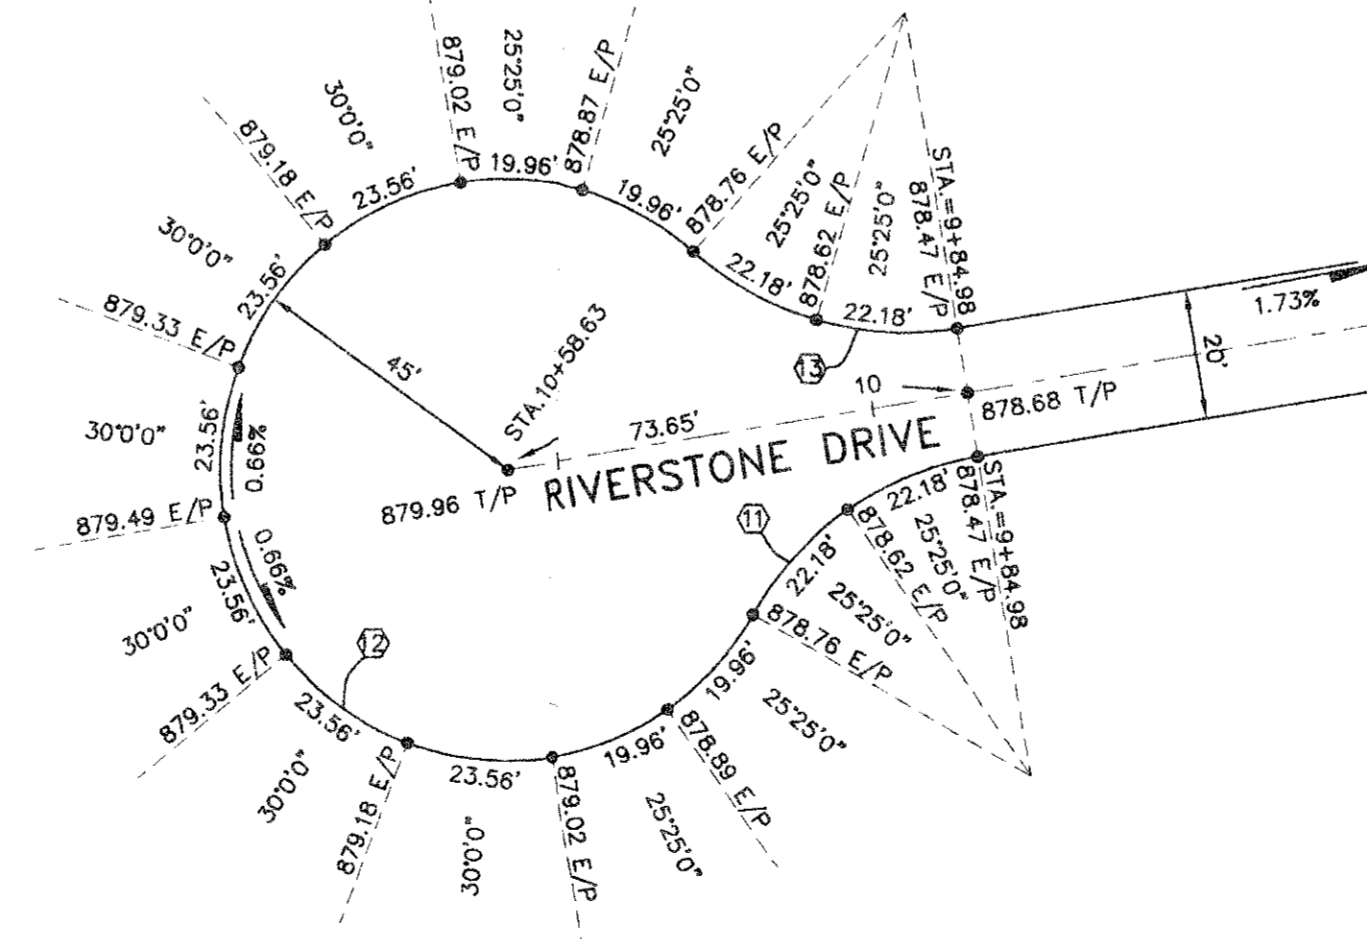 879.02 E/P
25°25'0"
878.87 E/P
25°25'0"
30°0'0"
879.18 E/P
23.56'
19.96'
19.96'
878.76 E/P
25°25'0"
878.62 E/P
25°25'0"
STA.=9+84.98
878.47 E/P
30°0'0"
23.56'
22.18'
22.18'
1.73%
20'
879.33 E/P
45'
STA.10+58.63
13
10
878.68 T/P
30°0'0"
23.56'
0.66%
73.65'
RIVERSTONE DRIVE
879.96 T/P
879.49 E/P
0.66%
23.56'
11
22.18'
22.18'
25°25'0"
878.47 E/P
STA.=9+84.98
878.62 E/P
25°25'0"
878.76 E/P
30°0'0"
12
879.33 E/P
23.56'
19.96'
25°25'0"
878.89 E/P
19.96'
25°25'0"
30°0'0"
879.18 E/P
23.56'
30°0'0"
879.02 E/P